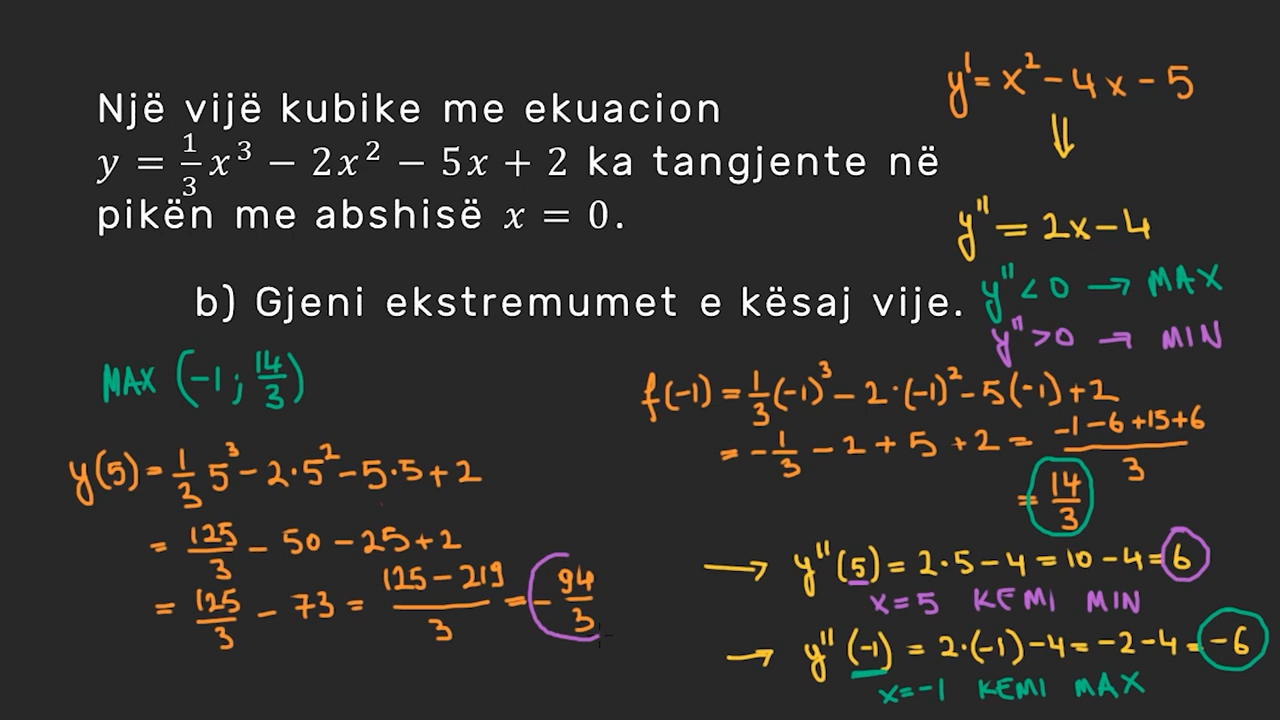 Një vijë kubike me ekuacion
y = 1/3 x³ − 2x² − 5x + 2 ka tangjente në
pikën me abshisë x = 0.
b) Gjeni ekstremumet e kësaj vije.
y' = x² − 4x − 5
⇓
y'' = 2x − 4
y'' < 0 → MAX
y'' > 0 → MIN
MAX (−1; 14/3)
y(5) = 1/3 5³ − 2·5² − 5·5 + 2
= 125/3 − 50 − 25 + 2
= 125/3 − 73 = (125 − 219)/3 = −94/3
f(−1) = 1/3 (−1)³ − 2·(−1)² − 5(−1) + 2
= −1/3 − 2 + 5 + 2 = (−1 − 6 + 15 + 6)/3
= 14/3
→ y''(5) = 2·5 − 4 = 10 − 4 = 6
x = 5 KEMI MIN
→ y''(−1) = 2·(−1) − 4 = −2 − 4 = −6
x = −1 KEMI MAX